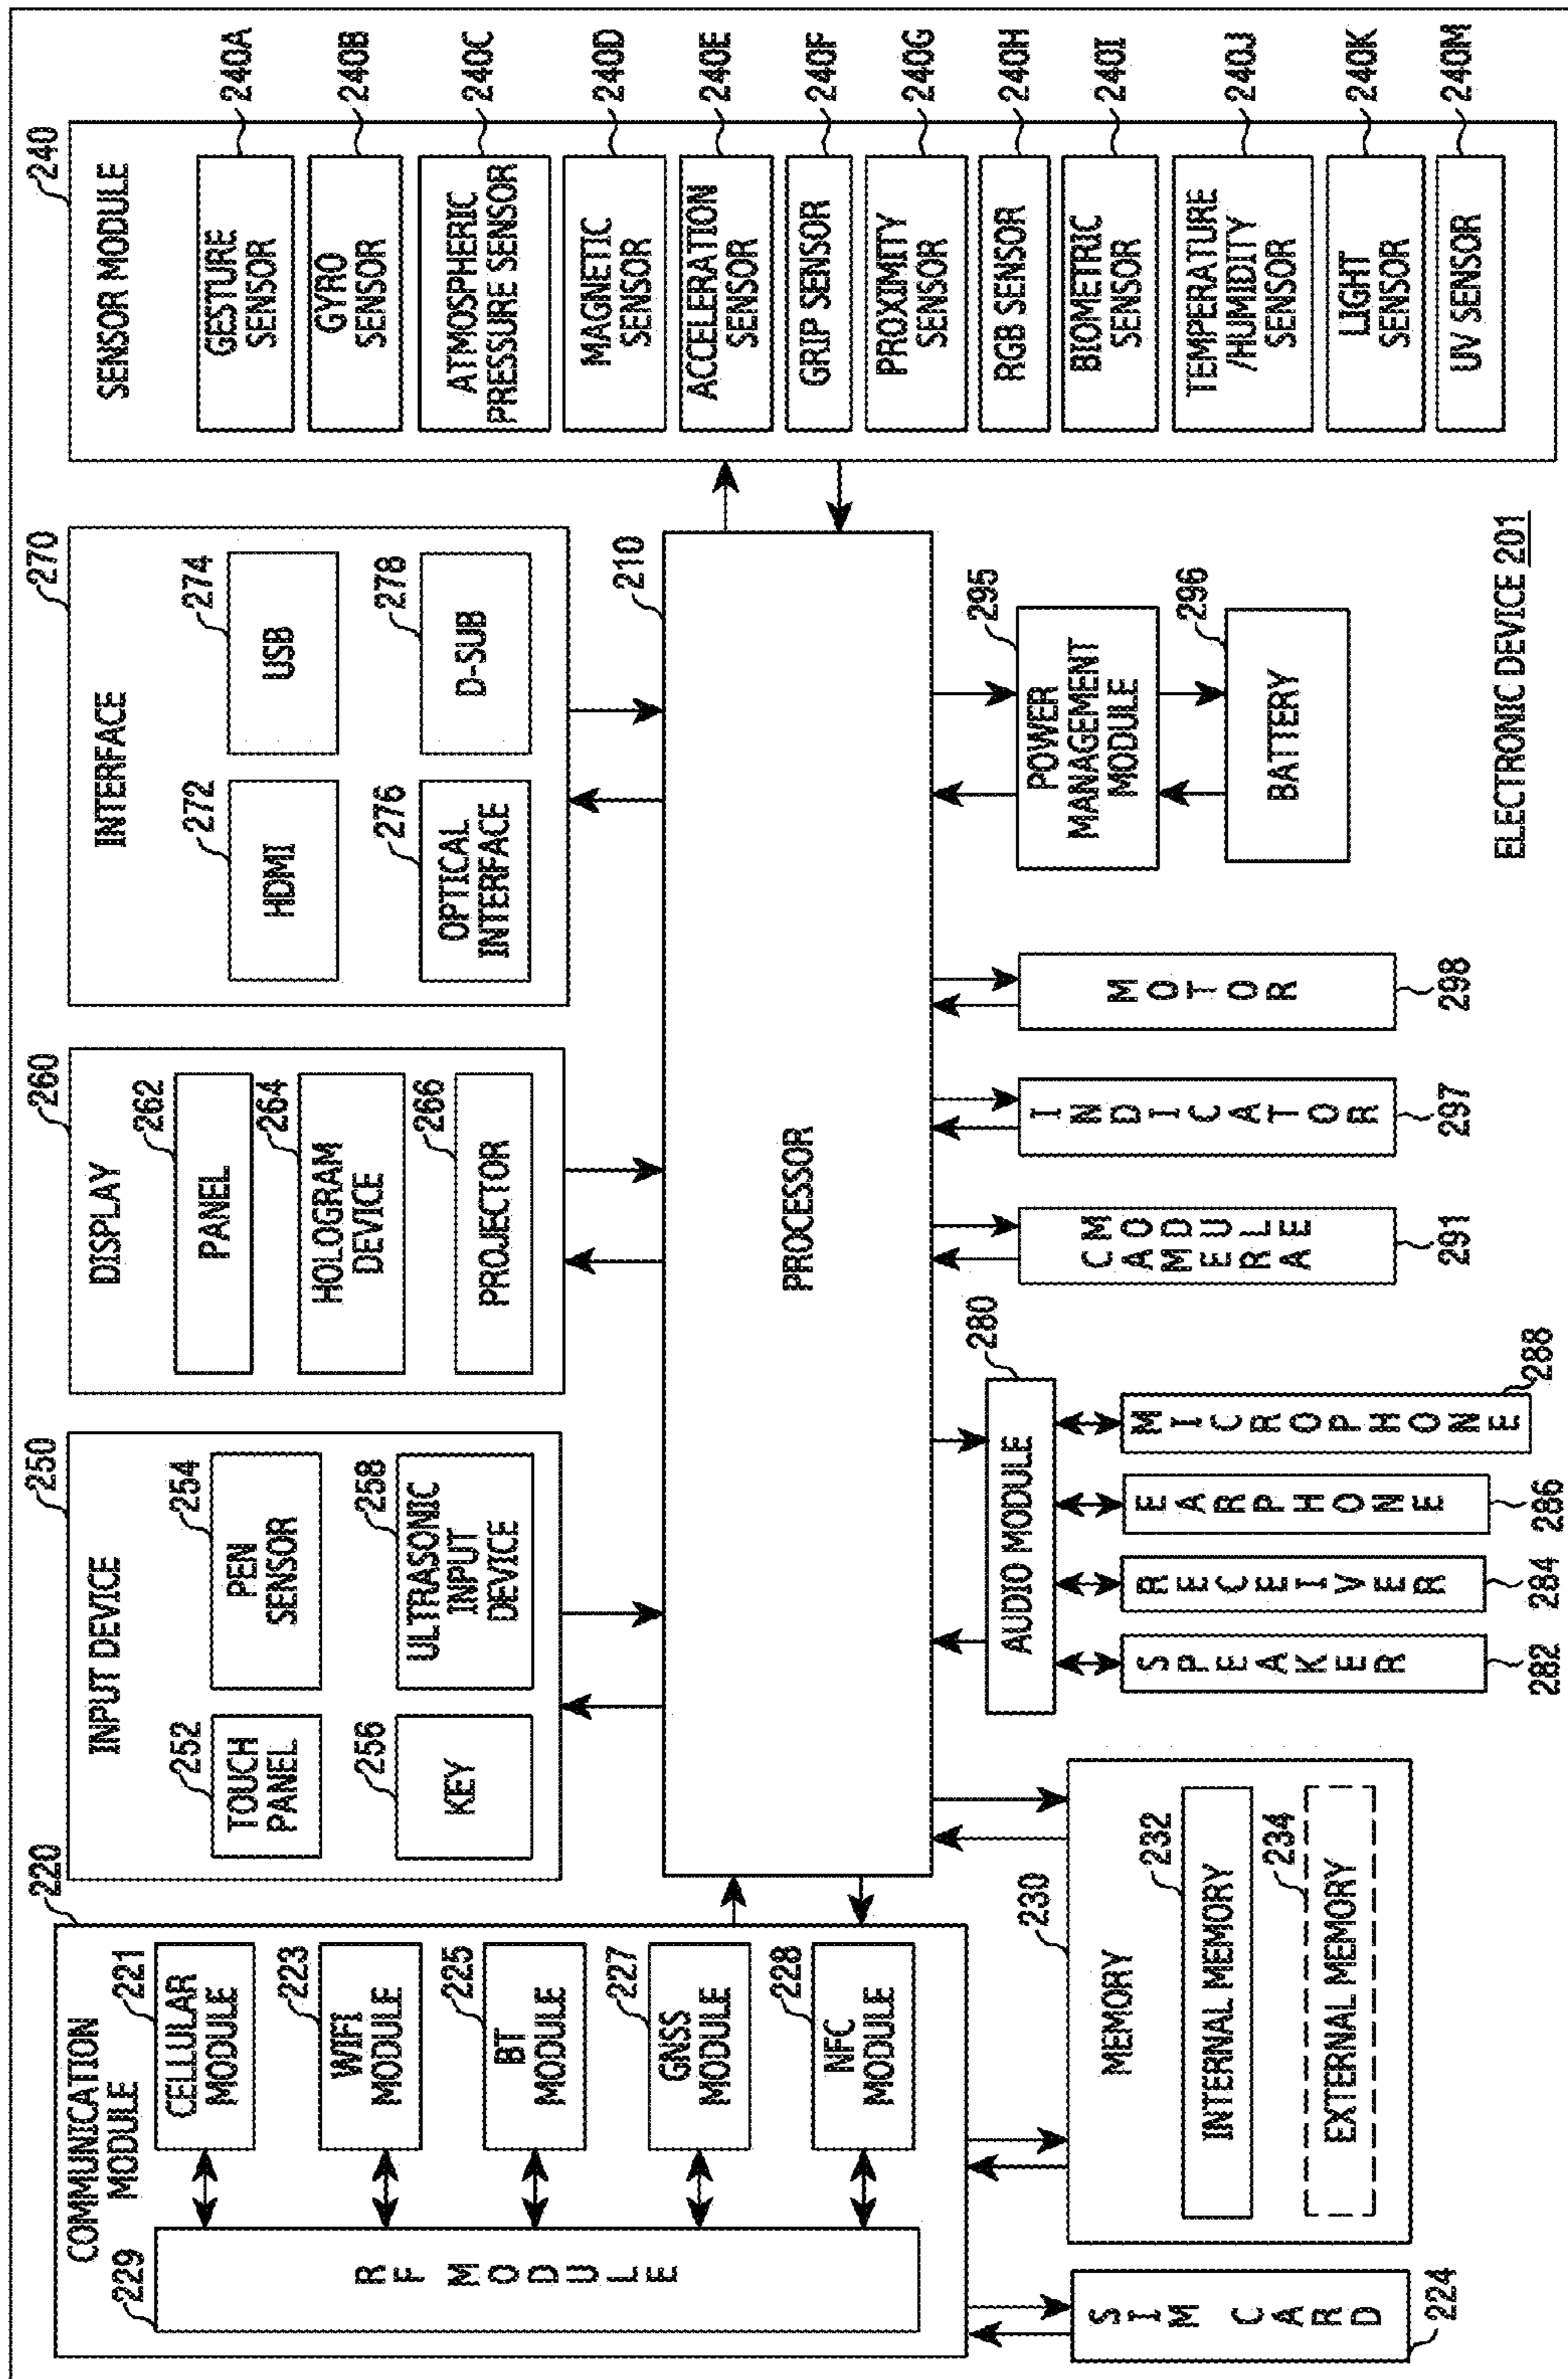 COMMUNICATION
MODULE
220
229
RF MODULE
221
CELLULAR
MODULE
223
WIFI
MODULE
225
BT
MODULE
227
GNSS
MODULE
228
NFC
MODULE
INPUT DEVICE
250
252
TOUCH
PANEL
254
PEN
SENSOR
256
KEY
258
ULTRASONIC
INPUT
DEVICE
DISPLAY
260
262
PANEL
264
HOLOGRAM
DEVICE
266
PROJECTOR
INTERFACE
270
272
HDMI
274
USB
276
OPTICAL
INTERFACE
278
D-SUB
SENSOR MODULE
240
GESTURE
SENSOR
240A
GYRO
SENSOR
240B
ATMOSPHERIC
PRESSURE SENSOR
240C
MAGNETIC
SENSOR
240D
ACCELERATION
SENSOR
240E
GRIP SENSOR
240F
PROXIMITY
SENSOR
240G
RGB SENSOR
240H
BIOMETRIC
SENSOR
240I
TEMPERATURE
/HUMIDITY
SENSOR
240J
LIGHT
SENSOR
240K
UV SENSOR
240M
PROCESSOR
210
SIM CARD
224
230
MEMORY
232
INTERNAL MEMORY
234
EXTERNAL MEMORY
280
AUDIO MODULE
SPEAKER
282
RECEIVER
284
EARPHONE
286
MICROPHONE
288
CAMERA
MODULE
291
INDICATOR
297
MOTOR
298
295
POWER
MANAGEMENT
MODULE
296
BATTERY
ELECTRONIC DEVICE 201